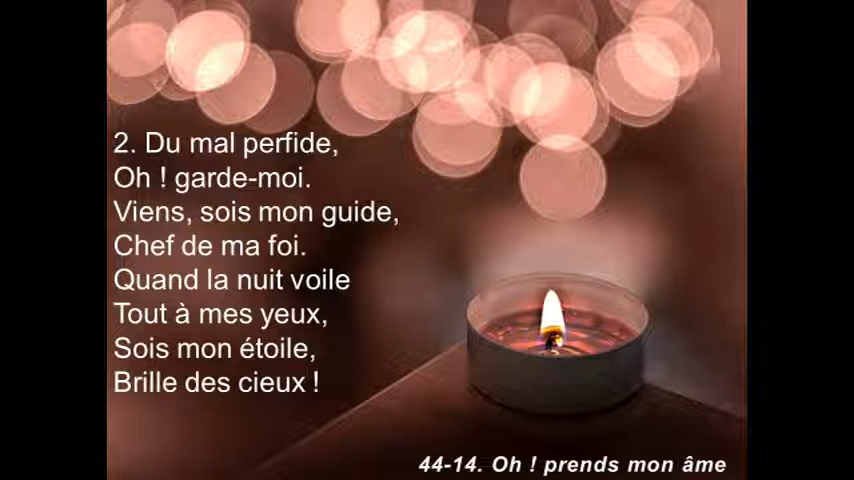 2. Du mal perfide,
Oh ! garde-moi.
Viens, sois mon guide,
Chef de ma foi.
Quand la nuit voile
Tout à mes yeux,
Sois mon étoile,
Brille des cieux !
44-14. Oh ! prends mon âme